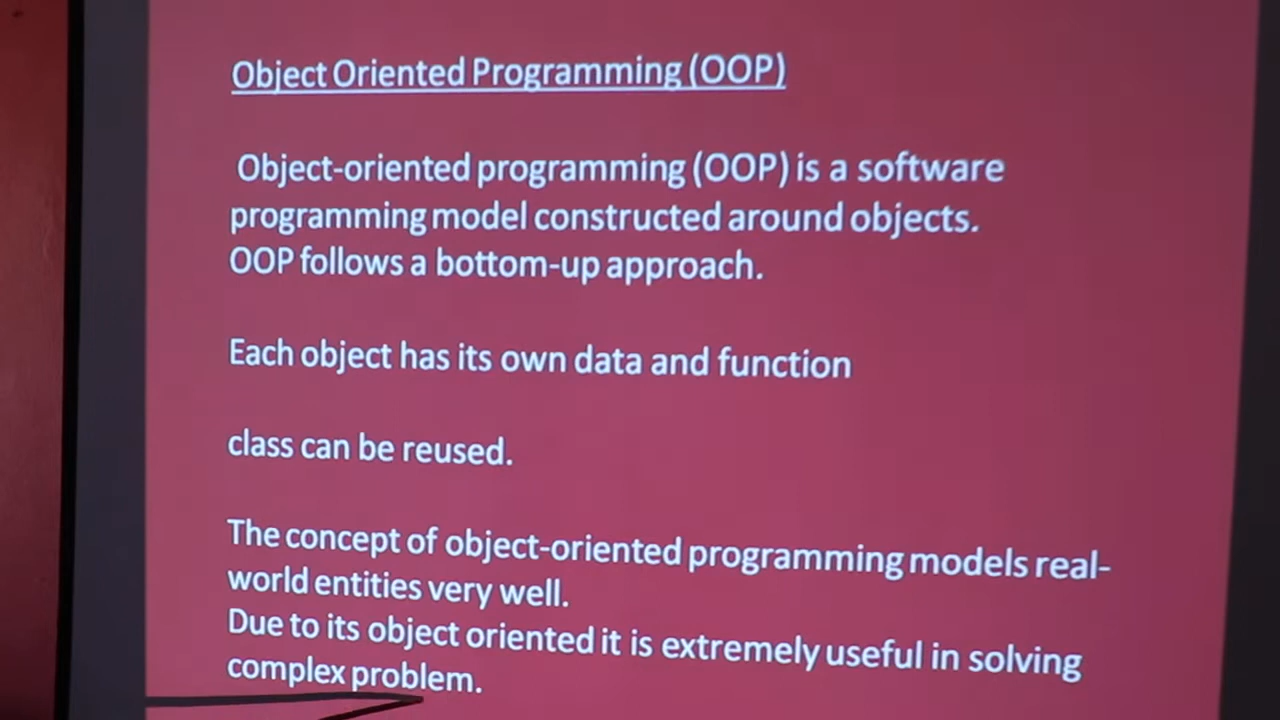 Object Oriented Programming (OOP)
Object-oriented programming (OOP) is a software
programming model constructed around objects.
OOP follows a bottom-up approach.
Each object has its own data and function
class can be reused.
The concept of object-oriented programming models real-
world entities very well.
Due to its object oriented it is extremely useful in solving
complex problem.